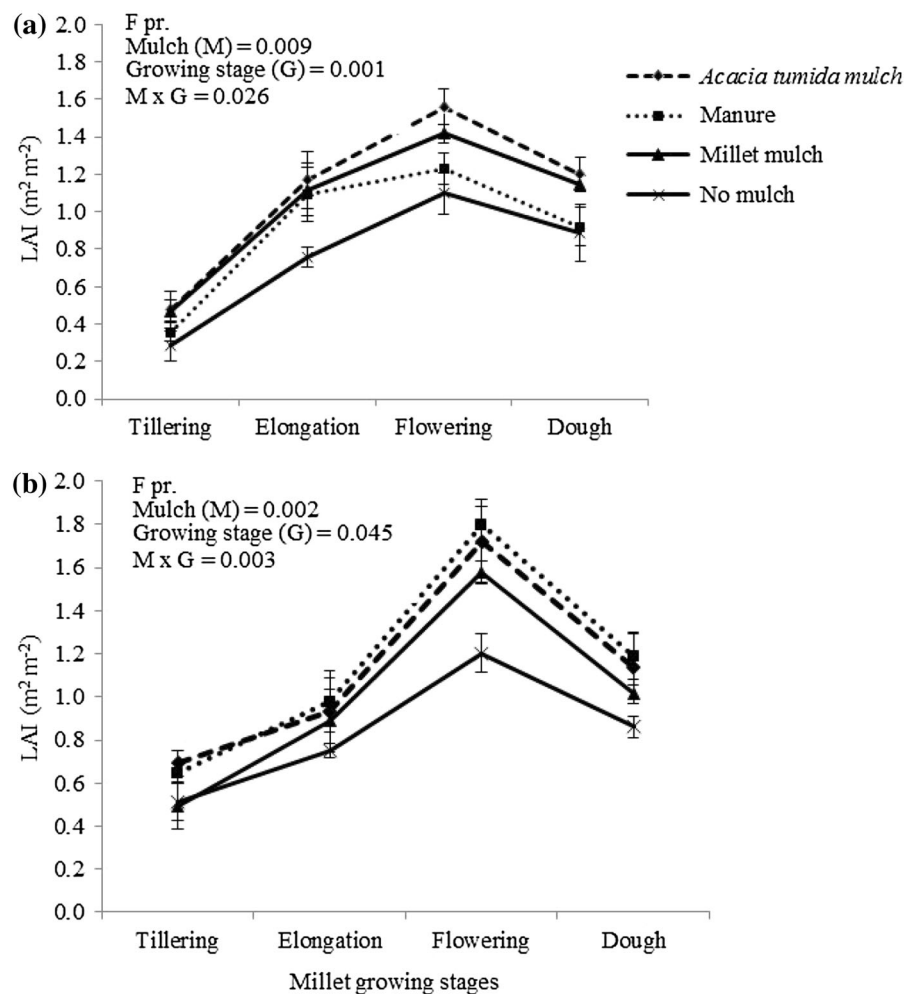 (a)
F pr.
Mulch (M) = 0.009
Growing stage (G) = 0.001
M x G = 0.026
2.0
1.8
1.6
1.4
1.2
1.0
0.8
0.6
0.4
0.2
0.0
LAI (m² m⁻²)
Tillering Elongation Flowering Dough
Acacia tumida mulch
Manure
Millet mulch
No mulch
(b)
F pr.
Mulch (M) = 0.002
Growing stage (G) = 0.045
M x G = 0.003
2.0
1.8
1.6
1.4
1.2
1.0
0.8
0.6
0.4
0.2
0.0
LAI (m² m⁻²)
Tillering Elongation Flowering Dough
Millet growing stages